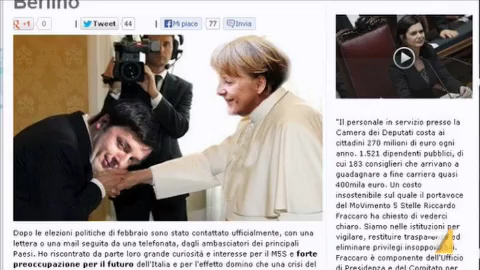 Berlino
+1 0
Tweet 44
Mi piace 77
Invia
Dopo le elezioni politiche di febbraio sono stato contattato ufficialmente, con una
lettera o una mail seguita da una telefonata, dagli ambasciatori dei principali
Paesi. Ho riscontrato da parte loro grande curiosità e interesse per il M5S e forte
preoccupazione per il futuro dell'Italia e per l'effetto domino che una crisi del
"Il personale in servizio presso la
Camera dei Deputati costa ai
cittadini 270 milioni di euro ogni
anno. 1.521 dipendenti pubblici, di
cui 183 consiglieri che arrivano a
guadagnare a fine carriera quasi
400mila euro. Un costo
insostenibile sul quale il portavoce
del MoVimento 5 Stelle Riccardo
Fraccaro ha chiesto di vederci
chiaro. Siamo nelle istituzioni per
vigilare, restituire ed
eliminare privilegi
Fraccaro è componente dell'Ufficio
di Presidenza e del Comitato per